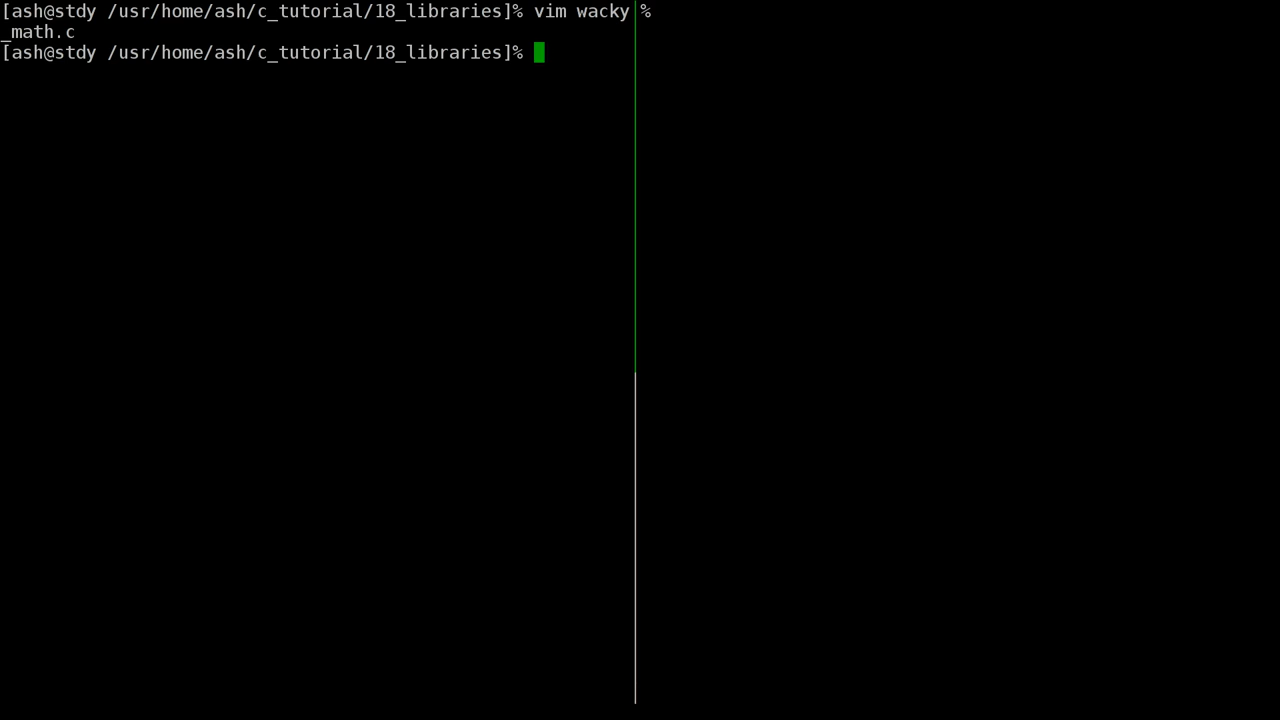 [ash@stdy /usr/home/ash/c_tutorial/18_libraries]% vim wacky
_math.c
[ash@stdy /usr/home/ash/c_tutorial/18_libraries]%
%